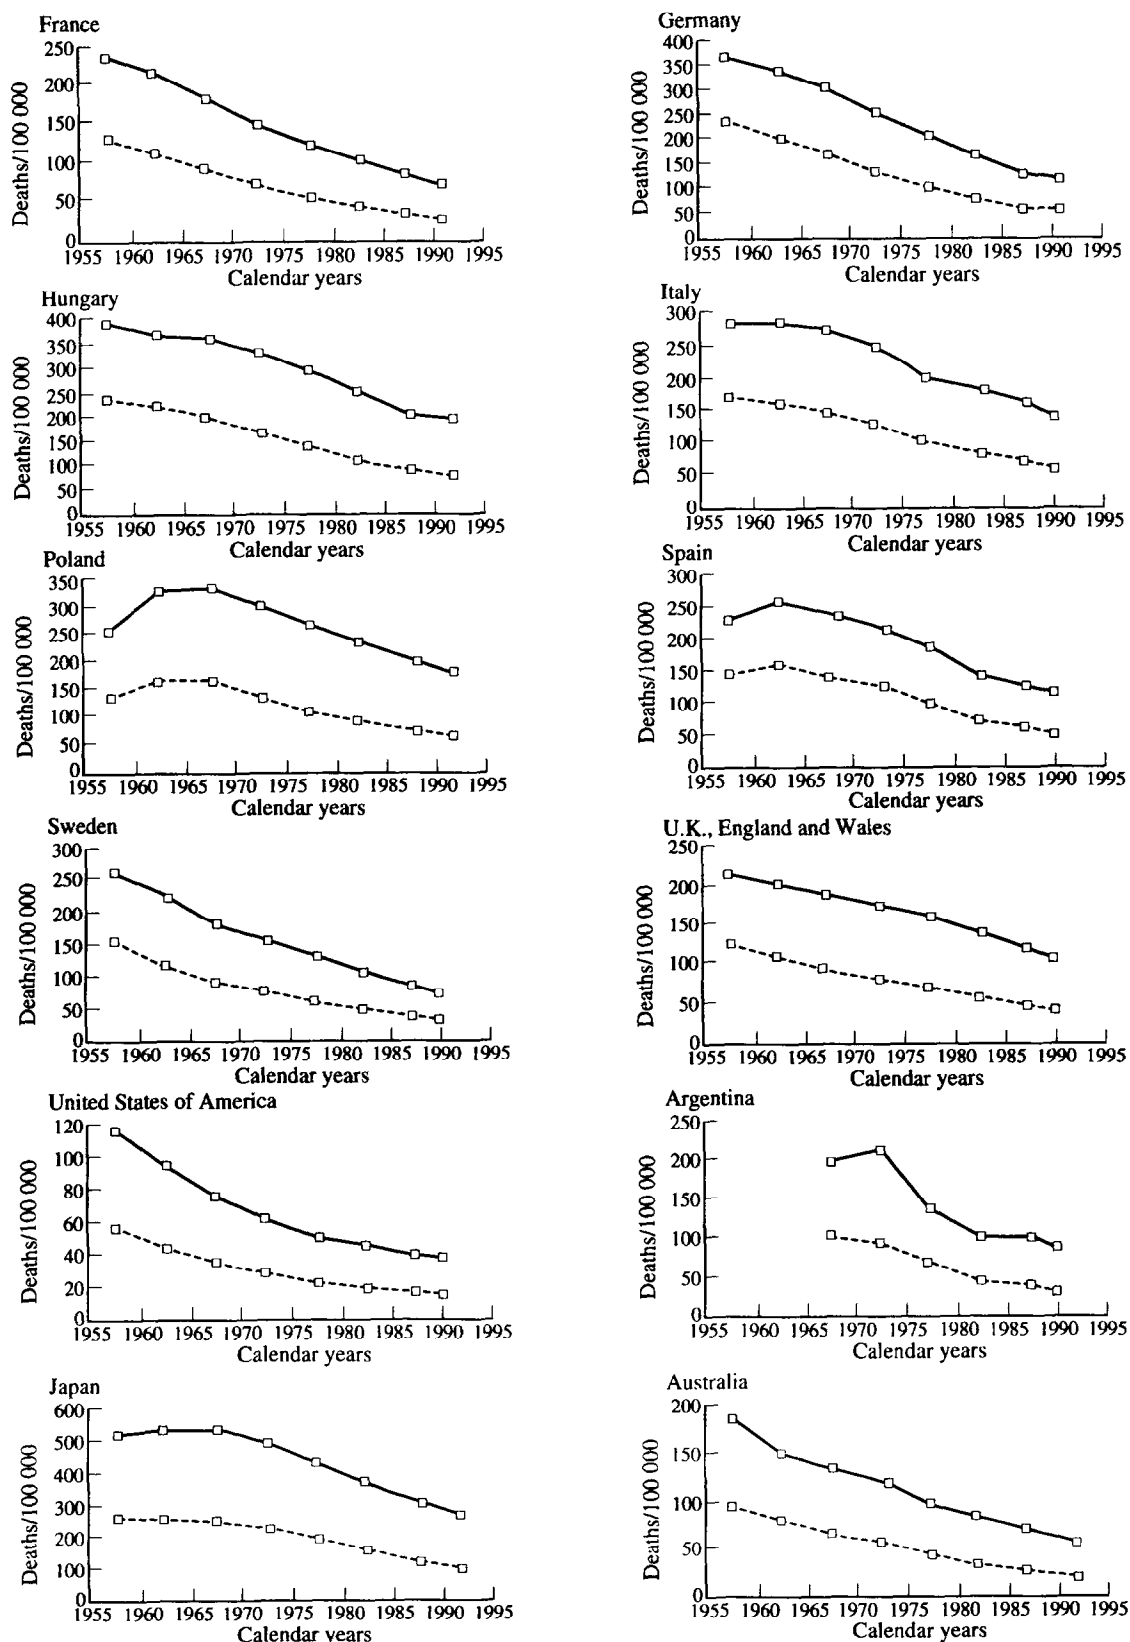 France
250
200
150
100
50
0
Deaths/100 000
1955 1960 1965 1970 1975 1980 1985 1990 1995
Calendar years
Germany
400
350
300
250
200
150
100
50
0
Deaths/100 000
1955 1960 1965 1970 1975 1980 1985 1990 1995
Calendar years
Hungary
400
350
300
250
200
150
100
50
0
Deaths/100 000
1955 1960 1965 1970 1975 1980 1985 1990 1995
Calendar years
Italy
300
250
200
150
100
50
0
Deaths/100 000
1955 1960 1965 1970 1975 1980 1985 1990 1995
Calendar years
Poland
350
300
250
200
150
100
50
0
Deaths/100 000
1955 1960 1965 1970 1975 1980 1985 1990 1995
Calendar years
Spain
300
250
200
150
100
50
0
Deaths/100 000
1955 1960 1965 1970 1975 1980 1985 1990 1995
Calendar years
Sweden
300
250
200
150
100
50
0
Deaths/100 000
1955 1960 1965 1970 1975 1980 1985 1990 1995
Calendar years
U.K., England and Wales
250
200
150
100
50
0
Deaths/100 000
1955 1960 1965 1970 1975 1980 1985 1990 1995
Calendar years
United States of America
120
100
80
60
40
20
0
Deaths/100 000
1955 1960 1965 1970 1975 1980 1985 1990 1995
Calendar years
Argentina
250
200
150
100
50
0
Deaths/100 000
1955 1960 1965 1970 1975 1980 1985 1990 1995
Calendar years
Japan
600
500
400
300
200
100
0
Deaths/100 000
1955 1960 1965 1970 1975 1980 1985 1990 1995
Calendar years
Australia
200
150
100
50
0
Deaths/100 000
1955 1960 1965 1970 1975 1980 1985 1990 1995
Calendar years